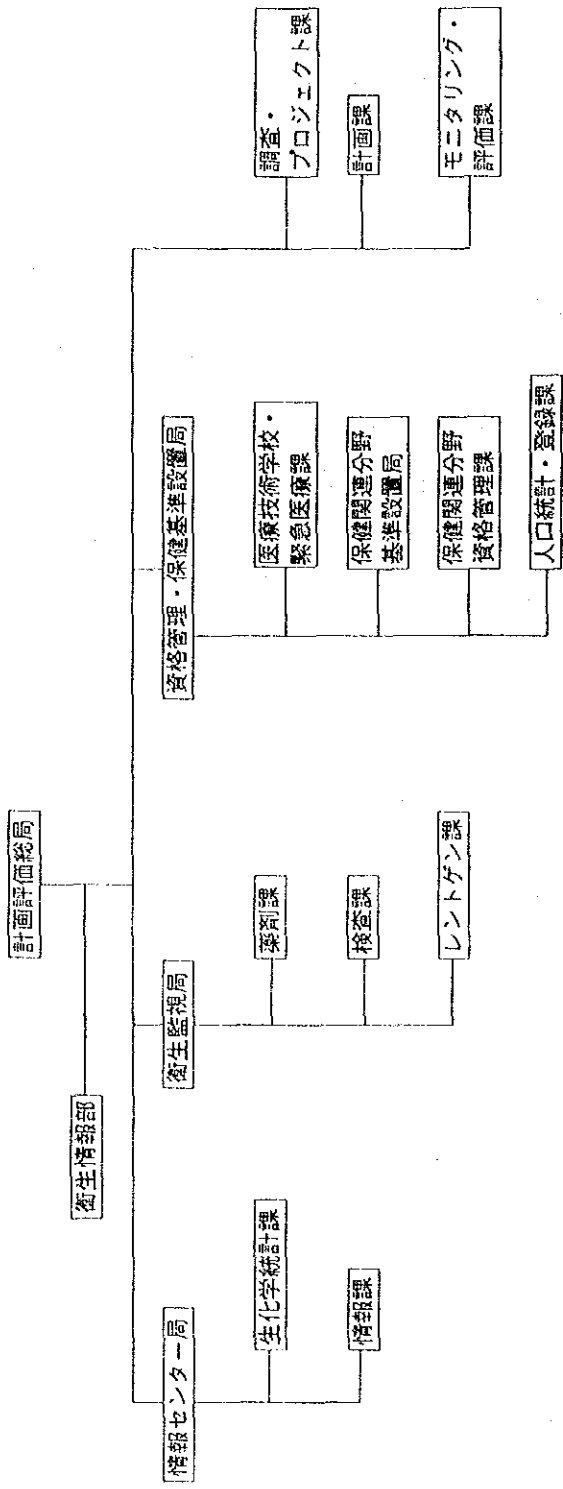 計画評価総局
衛生情報部
情報センター局
生化学統計課
情報課
衛生監視局
薬剤課
検査課
レントゲン課
資格管理・保健基準設置局
医療技術学校・
緊急医療課
保健関連分野
基準設置局
保健関連分野
資格管理課
人口統計・登録課
調査・
プロジェクト課
計画課
モニタリング・
評価課